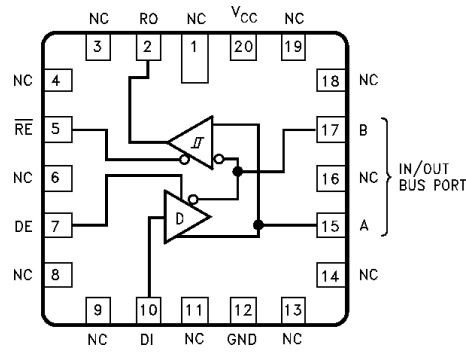 NC RO NC VCC NC
3 2 1 20 19
NC 4 18 NC
RE 5 17 B
NC 6 16 NC
IN/OUT
BUS PORT
DE 7 D 15 A
NC 8 14 NC
9 10 11 12 13
NC DI NC GND NC